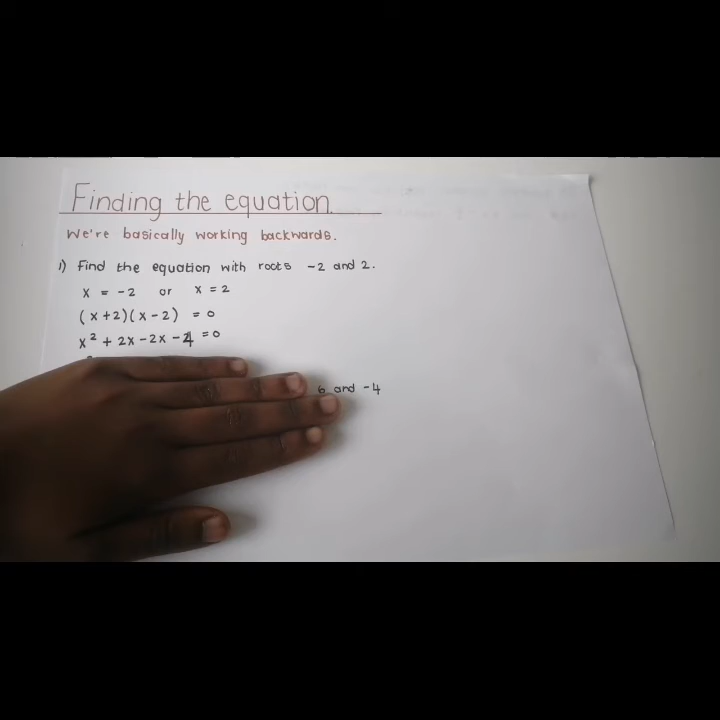 Finding the equation.
We're basically working backwards.
1) Find the equation with roots -2 and 2.
x = -2 or x = 2
(x+2)(x-2) = 0
x² + 2x - 2x - 4 = 0
6 and -4